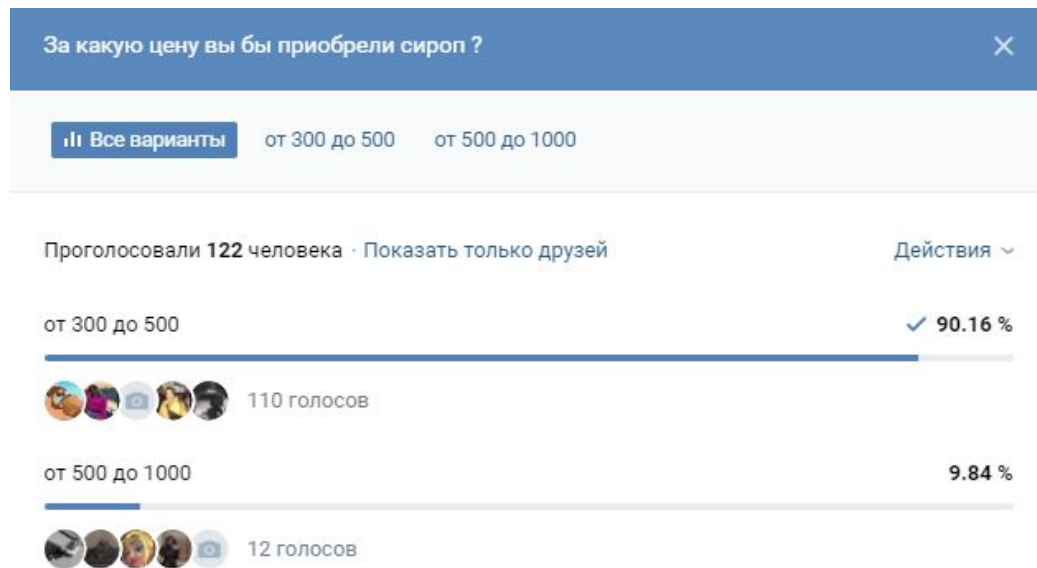 За какую цену вы бы приобрели сироп ?
Все варианты от 300 до 500 от 500 до 1000
Проголосовали 122 человека · Показать только друзей Действия
от 300 до 500 90.16 %
110 голосов
от 500 до 1000 9.84 %
12 голосов